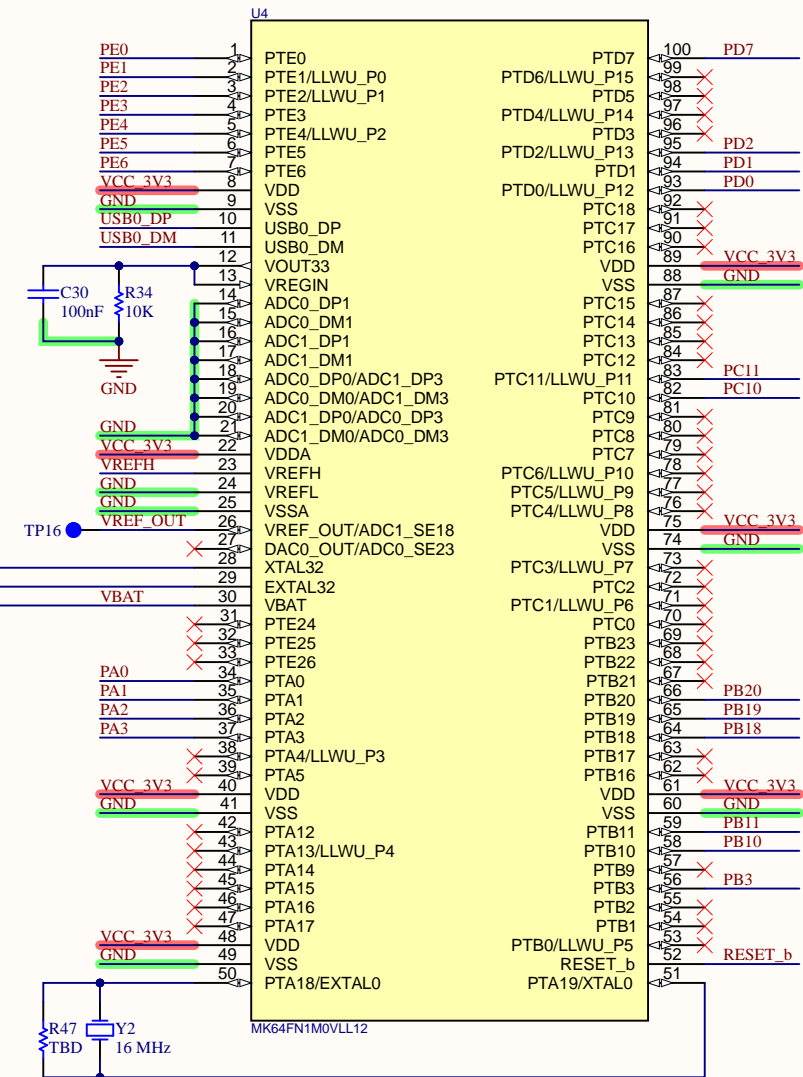 U4
PE0 1 PTE0 PTD7 100 PD7
PE1 2 PTE1/LLWU_P0 PTD6/LLWU_P15 99
PE2 3 PTE2/LLWU_P1 PTD5 98
PE3 4 PTE3 PTD4/LLWU_P14 97
PE4 5 PTE4/LLWU_P2 PTD3 96
PE5 6 PTE5 PTD2/LLWU_P13 95 PD2
PE6 7 PTE6 PTD1 94 PD1
VCC_3V3 8 VDD PTD0/LLWU_P12 93 PD0
GND 9 VSS PTC18 92
USB0_DP 10 USB0_DP PTC17 91
USB0_DM 11 USB0_DM PTC16 90
12 VOUT33 VDD 89 VCC_3V3
13 VREGIN VSS 88 GND
C30 R34 14 ADC0_DP1 PTC15 87
100nF 10K 15 ADC0_DM1 PTC14 86
16 ADC1_DP1 PTC13 85
17 ADC1_DM1 PTC12 84
GND 18 ADC0_DP0/ADC1_DP3 PTC11/LLWU_P11 83 PC11
19 ADC0_DM0/ADC1_DM3 PTC10 82 PC10
20 ADC1_DP0/ADC0_DP3 PTC9 81
GND 21 ADC1_DM0/ADC0_DM3 PTC8 80
VCC_3V3 22 VDDA PTC7 79
VREFH 23 VREFH PTC6/LLWU_P10 78
GND 24 VREFL PTC5/LLWU_P9 77
GND 25 VSSA PTC4/LLWU_P8 76
TP16 VREF_OUT 26 VREF_OUT/ADC1_SE18 VDD 75 VCC_3V3
27 DAC0_OUT/ADC0_SE23 VSS 74 GND
28 XTAL32 PTC3/LLWU_P7 73
29 EXTAL32 PTC2 72
VBAT 30 VBAT PTC1/LLWU_P6 71
31 PTE24 PTC0 70
32 PTE25 PTB23 69
33 PTE26 PTB22 68
PA0 34 PTA0 PTB21 67
PA1 35 PTA1 PTB20 66 PB20
PA2 36 PTA2 PTB19 65 PB19
PA3 37 PTA3 PTB18 64 PB18
38 PTA4/LLWU_P3 PTB17 63
39 PTA5 PTB16 62
VCC_3V3 40 VDD VDD 61 VCC_3V3
GND 41 VSS VSS 60 GND
42 PTA12 PTB11 59 PB11
43 PTA13/LLWU_P4 PTB10 58 PB10
44 PTA14 PTB9 57
45 PTA15 PTB3 56 PB3
46 PTA16 PTB2 55
47 PTA17 PTB1 54
VCC_3V3 48 VDD PTB0/LLWU_P5 53
GND 49 VSS RESET_b 52 RESET_b
50 PTA18/EXTAL0 PTA19/XTAL0 51
R47 Y2 MK64FN1M0VLL12
TBD 16 MHz